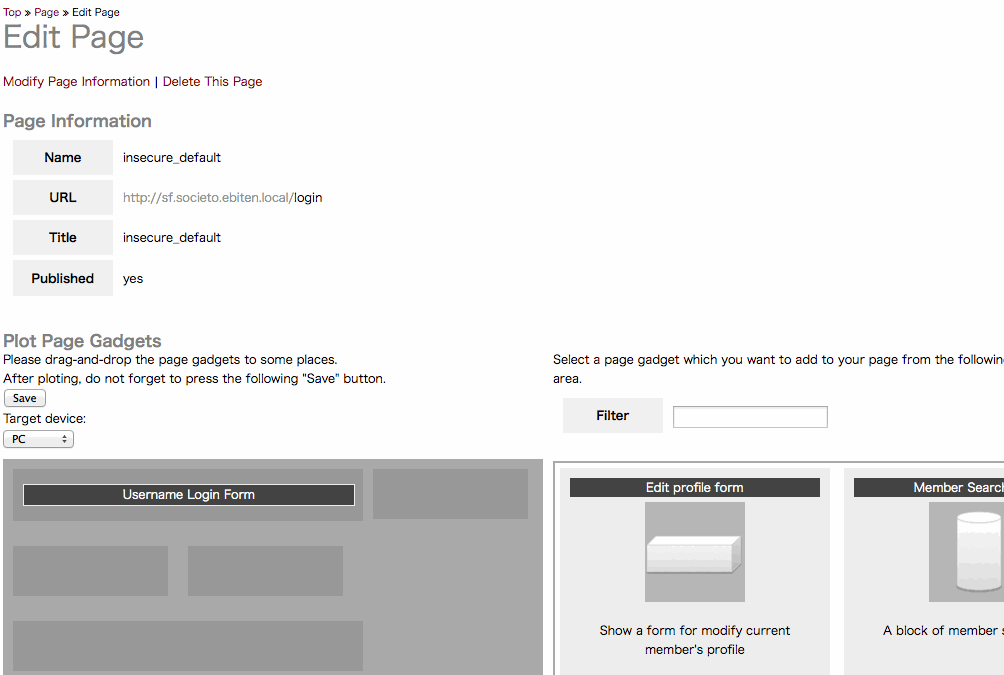 Top » Page » Edit Page
Edit Page
Modify Page Information | Delete This Page
Page Information
Name insecure_default
URL http://sf.societo.ebiten.local/login
Title insecure_default
Published yes
Plot Page Gadgets
Please drag-and-drop the page gadgets to some places.
After ploting, do not forget to press the following "Save" button.
Save
Target device:
PC
Username Login Form
Select a page gadget which you want to add to your page from the followin
area.
Filter
Edit profile form
Show a form for modify current
member's profile
Member Search
A block of member s